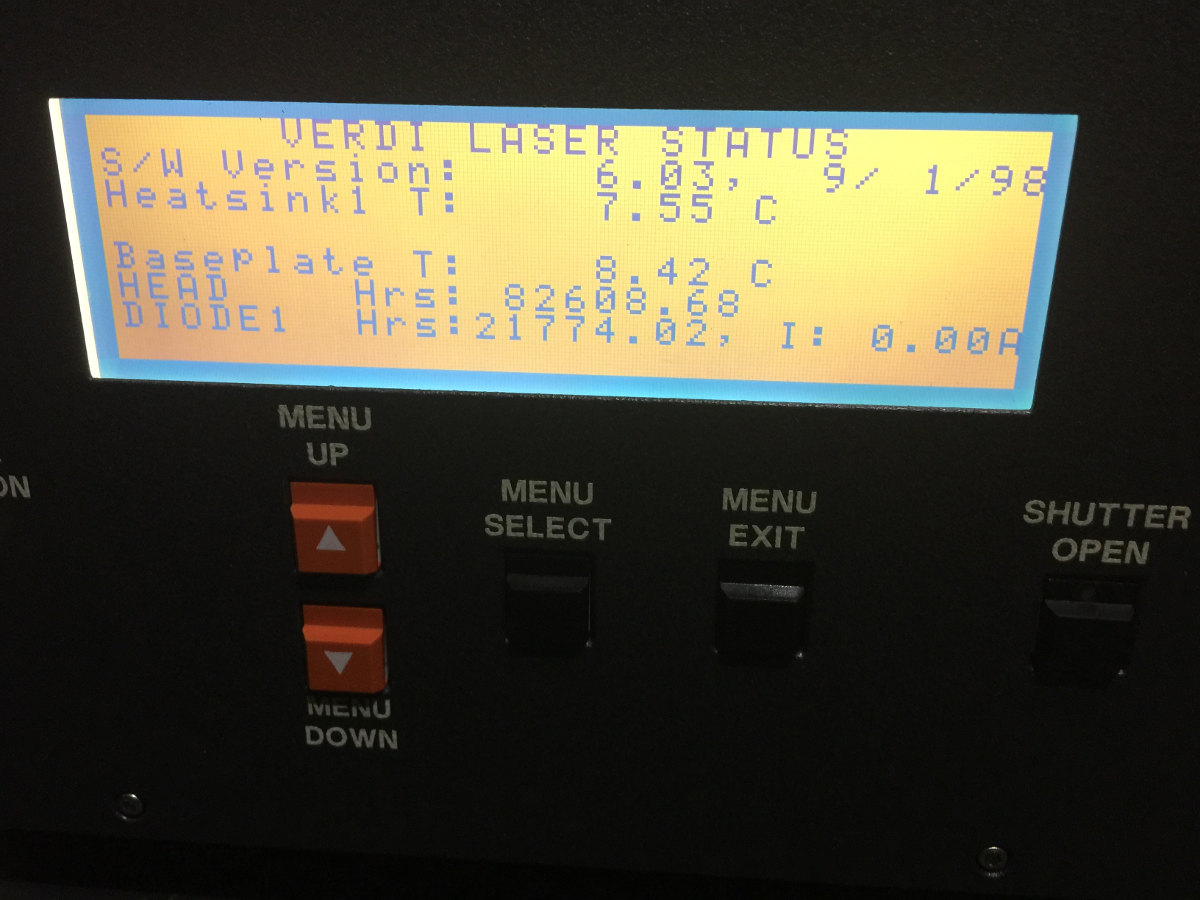 VERDI LASER STATUS
S/W Version: 6.03, 9/ 1/98
Heatsink1 T: 7.55 C
Baseplate T: 8.42 C
HEAD Hrs: 82608.68
DIODE1 Hrs:21774.02, I: 0.00A
MENU
UP
ON
MENU
SELECT
MENU
EXIT
SHUTTER
OPEN
MENU
DOWN